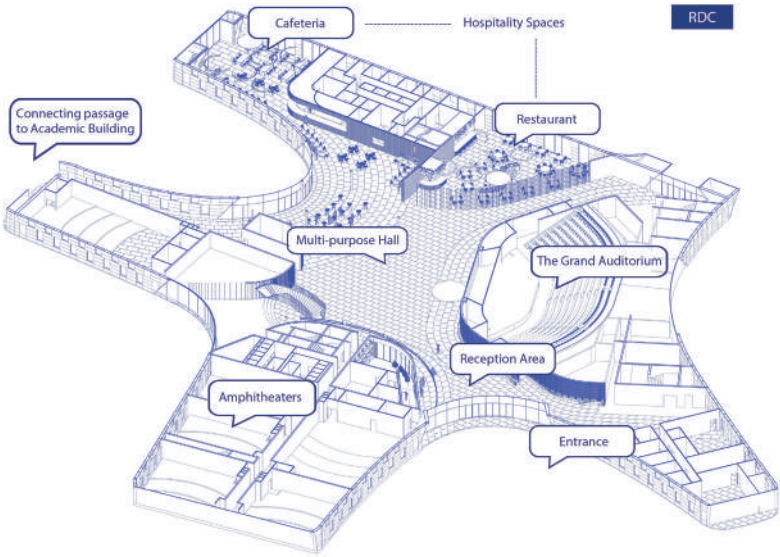 Cafeteria
Hospitality Spaces
RDC
Connecting passage
to Academic Building
Restaurant
Multi-purpose Hall
The Grand Auditorium
Reception Area
Amphitheaters
Entrance